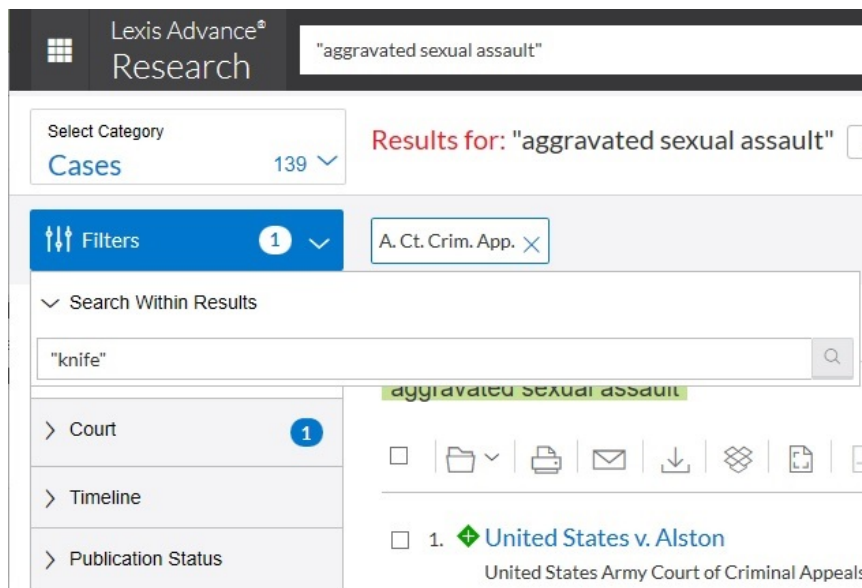 Lexis Advance®
Research
"aggravated sexual assault"
Select Category
Cases 139
Results for: "aggravated sexual assault"
Filters 1
A. Ct. Crim. App.
Search Within Results
"knife"
aggravated sexual assault
Court 1
Timeline
Publication Status
1. United States v. Alston
United States Army Court of Criminal Appeals